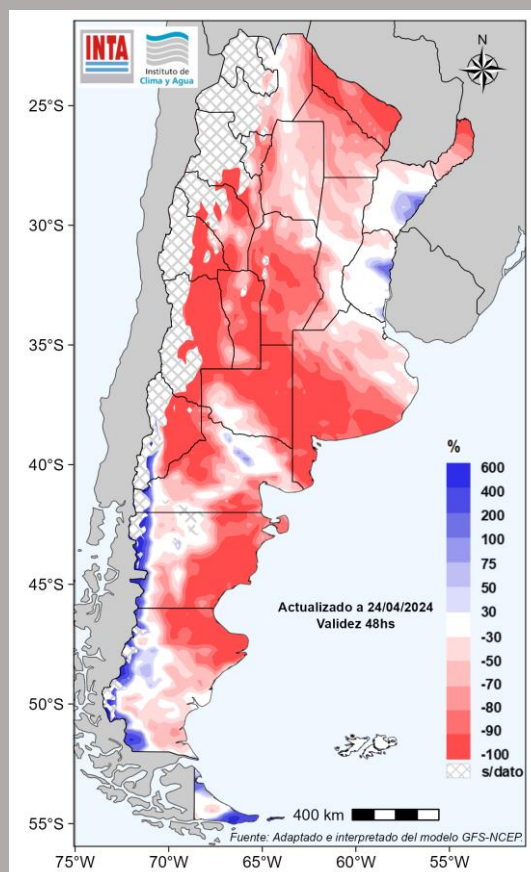 INTA
Instituto de
Clima y Agua
N
25°S
30°S
35°S
40°S
45°S
50°S
55°S
%
600
400
200
100
75
50
30
-30
-50
-70
-80
-90
-100
s/dato
Actualizado a 24/04/2024
Validez 48hs
400 km
Fuente: Adaptado e interpretado del modelo GFS-NCEP.
75°W
70°W
65°W
60°W
55°W